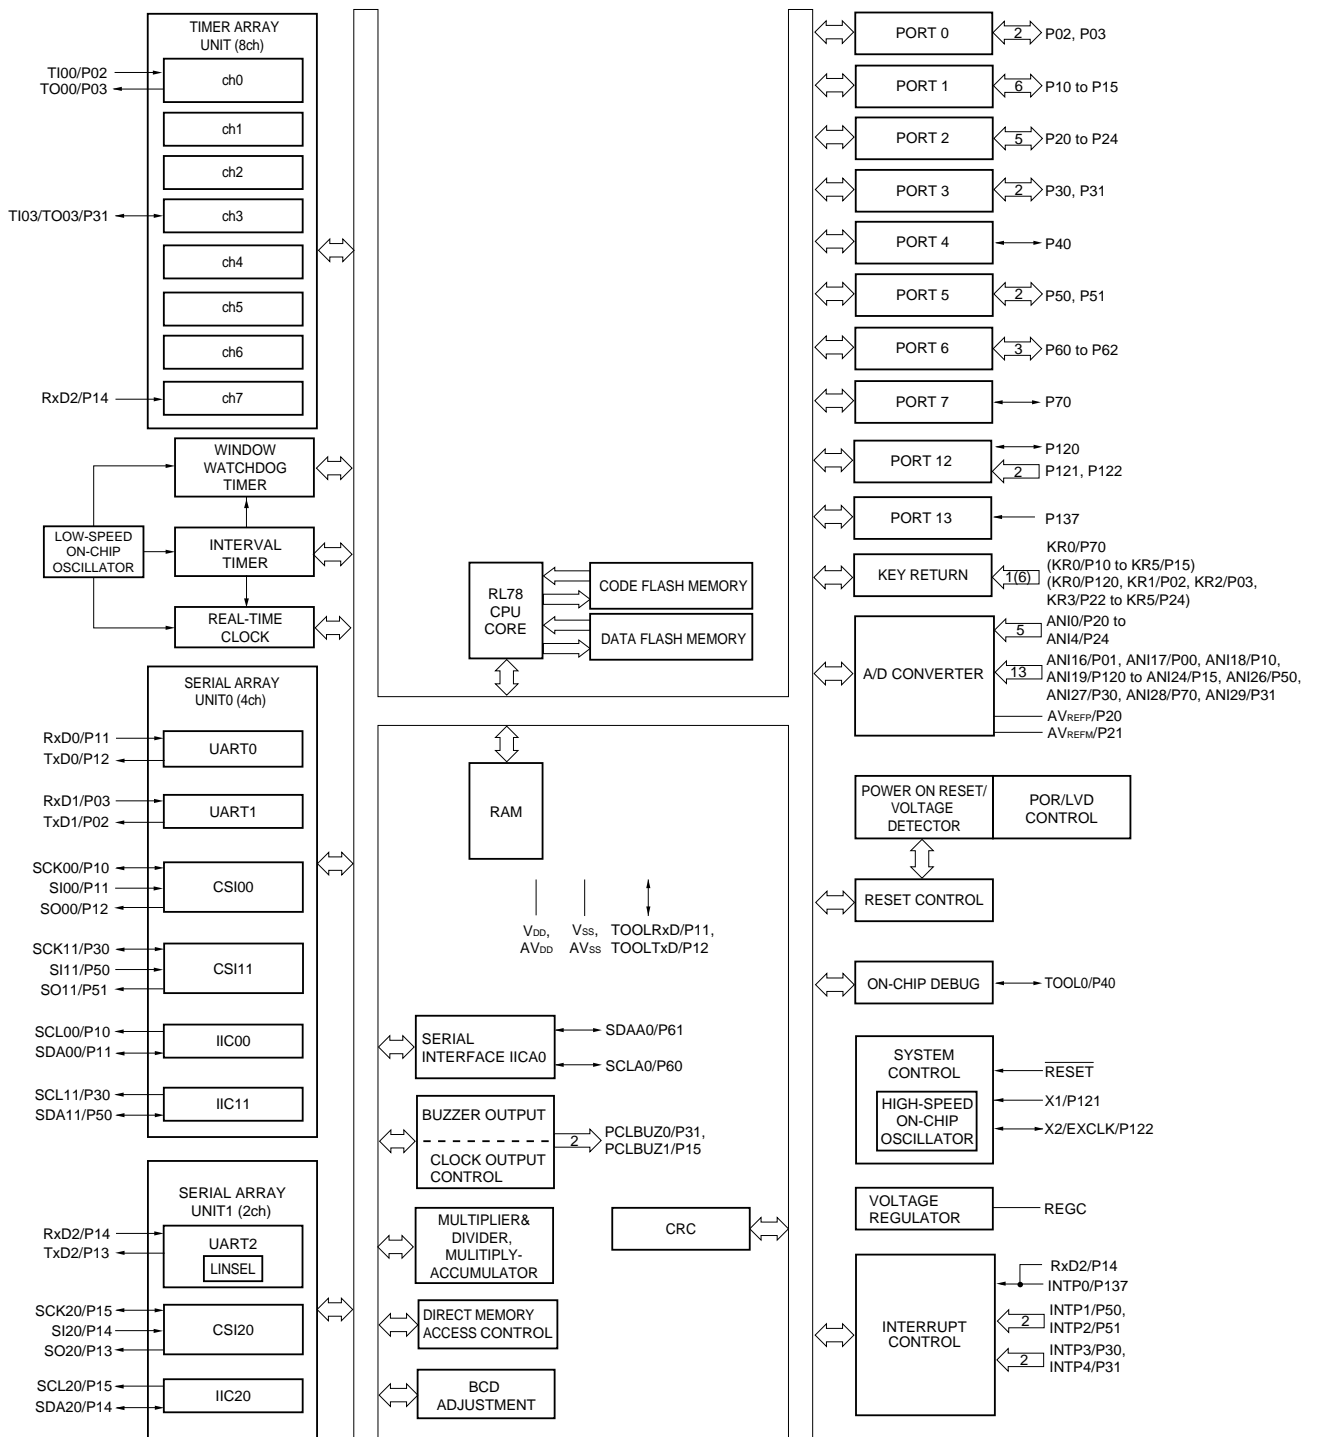 TIMER ARRAY
UNIT (8ch)
TI00/P02
TO00/P03
ch0
ch1
ch2
TI03/TO03/P31
ch3
ch4
ch5
ch6
RxD2/P14
ch7
WINDOW
WATCHDOG
TIMER
LOW-SPEED
ON-CHIP
OSCILLATOR
INTERVAL
TIMER
REAL-TIME
CLOCK
SERIAL ARRAY
UNIT0 (4ch)
RxD0/P11
TxD0/P12
UART0
RxD1/P03
TxD1/P02
UART1
SCK00/P10
SI00/P11
SO00/P12
CSI00
SCK11/P30
SI11/P50
SO11/P51
CSI11
SCL00/P10
SDA00/P11
IIC00
SCL11/P30
SDA11/P50
IIC11
SERIAL ARRAY
UNIT1 (2ch)
RxD2/P14
TxD2/P13
UART2
LINSEL
SCK20/P15
SI20/P14
SO20/P13
CSI20
SCL20/P15
SDA20/P14
IIC20
RL78
CPU
CORE
CODE FLASH MEMORY
DATA FLASH MEMORY
RAM
VDD,
AVDD
VSS,
AVSS
TOOLRxD/P11,
TOOLTxD/P12
SERIAL
INTERFACE IICA0
SDAA0/P61
SCLA0/P60
BUZZER OUTPUT
CLOCK OUTPUT
CONTROL
2
PCLBUZ0/P31,
PCLBUZ1/P15
MULTIPLIER&
DIVIDER,
MULITIPLY-
ACCUMULATOR
DIRECT MEMORY
ACCESS CONTROL
BCD
ADJUSTMENT
CRC
PORT 0
2
P02, P03
PORT 1
6
P10 to P15
PORT 2
5
P20 to P24
PORT 3
2
P30, P31
PORT 4
P40
PORT 5
2
P50, P51
PORT 6
3
P60 to P62
PORT 7
P70
PORT 12
P120
2
P121, P122
PORT 13
P137
KEY RETURN
1(6)
KR0/P70
(KR0/P10 to KR5/P15)
(KR0/P120, KR1/P02, KR2/P03,
KR3/P22 to KR5/P24)
A/D CONVERTER
5
ANI0/P20 to
ANI4/P24
13
ANI16/P01, ANI17/P00, ANI18/P10,
ANI19/P120 to ANI24/P15, ANI26/P50,
ANI27/P30, ANI28/P70, ANI29/P31
AVREFP/P20
AVREFM/P21
POWER ON RESET/
VOLTAGE
DETECTOR
POR/LVD
CONTROL
RESET CONTROL
ON-CHIP DEBUG
TOOL0/P40
SYSTEM
CONTROL
HIGH-SPEED
ON-CHIP
OSCILLATOR
RESET
X1/P121
X2/EXCLK/P122
VOLTAGE
REGULATOR
REGC
INTERRUPT
CONTROL
RxD2/P14
INTP0/P137
2
INTP1/P50,
INTP2/P51
2
INTP3/P30,
INTP4/P31